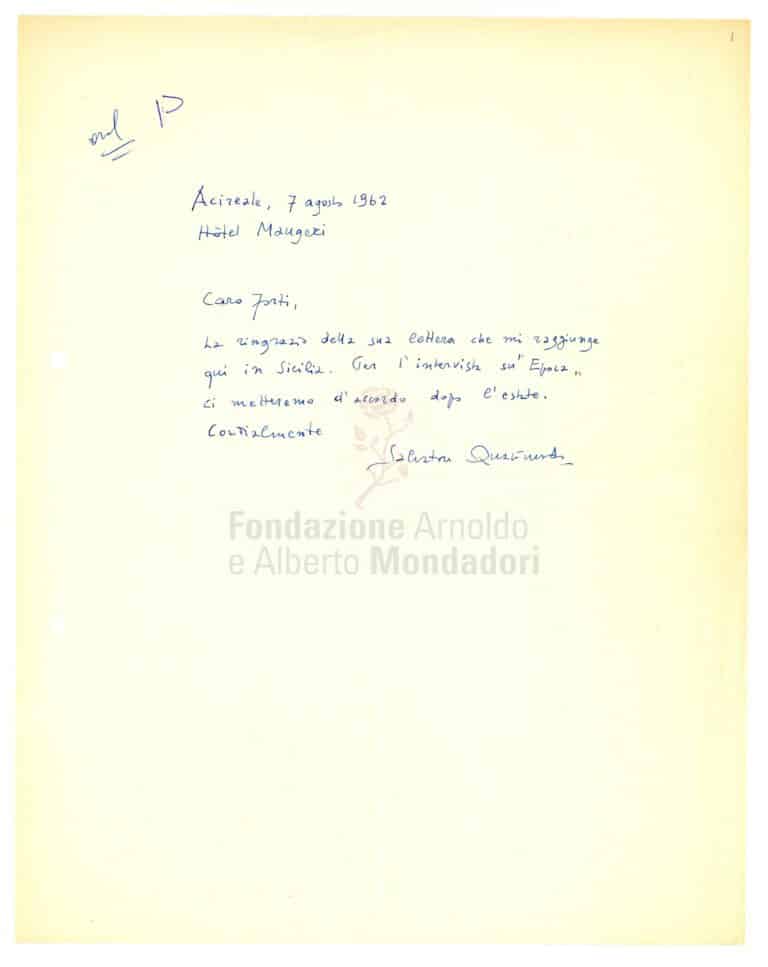 1
Acireale, 7 agosto 1962
Hôtel Maugeri
Caro Forti,
La ringrazio della sua lettera che mi raggiunge
qui in Sicilia. Per l'intervista su "Epoca„
ci metteremo d'accordo dopo l'estate.
Cordialmente
Salvatore Quasimodo
Fondazione Arnoldo
e Alberto Mondadori